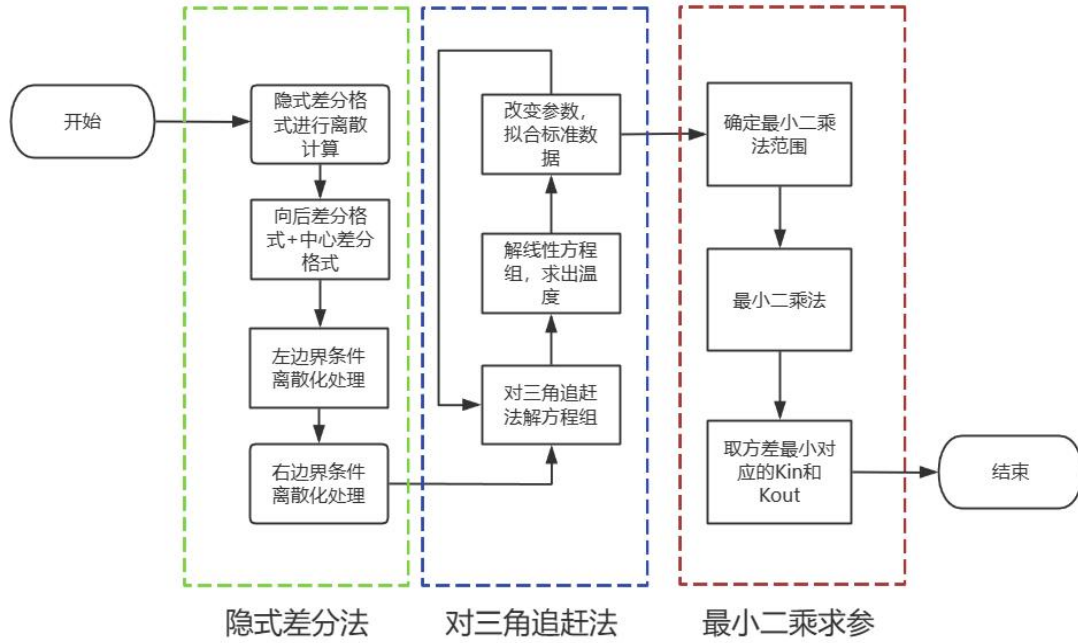 开始
隐式差分格
式进行离散
计算
向后差分格
式+中心差分
格式
左边界条件
离散化处理
右边界条件
离散化处理
改变参数,
拟合标准数
据
解线性方程
组，求出温
度
对三角追赶
法解方程组
确定最小二乘
法范围
最小二乘法
取方差最小对
应的Kin和
Kout
结束
隐式差分法
对三角追赶法
最小二乘求参